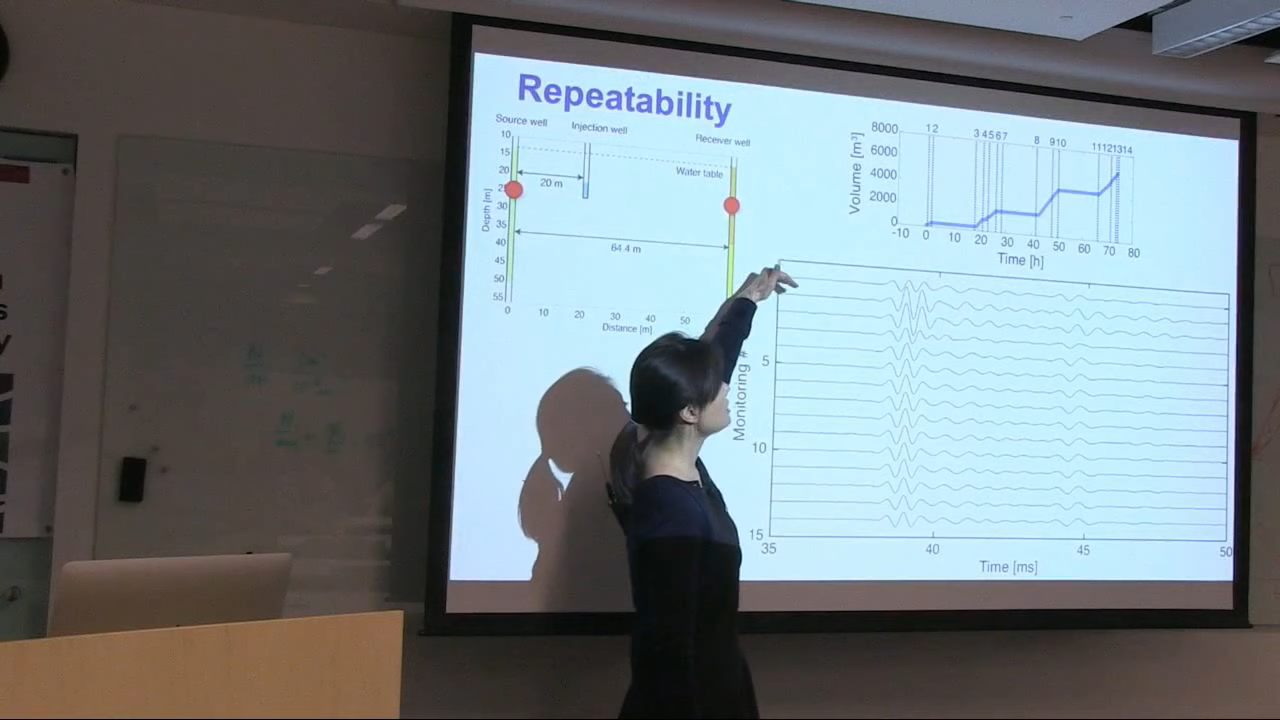 Repeatability
Source well
Injection well
Receiver well
Water table
20 m
64.4 m
Depth [m]
10
15
20
30
35
40
45
50
55
0 10 20 30 40 50
Distance [m]
1 2 3 4 5 6 7 8 9 10 11 12 13 14
Volume [m³]
8000
6000
4000
2000
0
-10 0 10 20 30 40 50 60 70 80
Time [h]
Monitoring #
5
10
15
35 40 45 50
Time [ms]
s
y